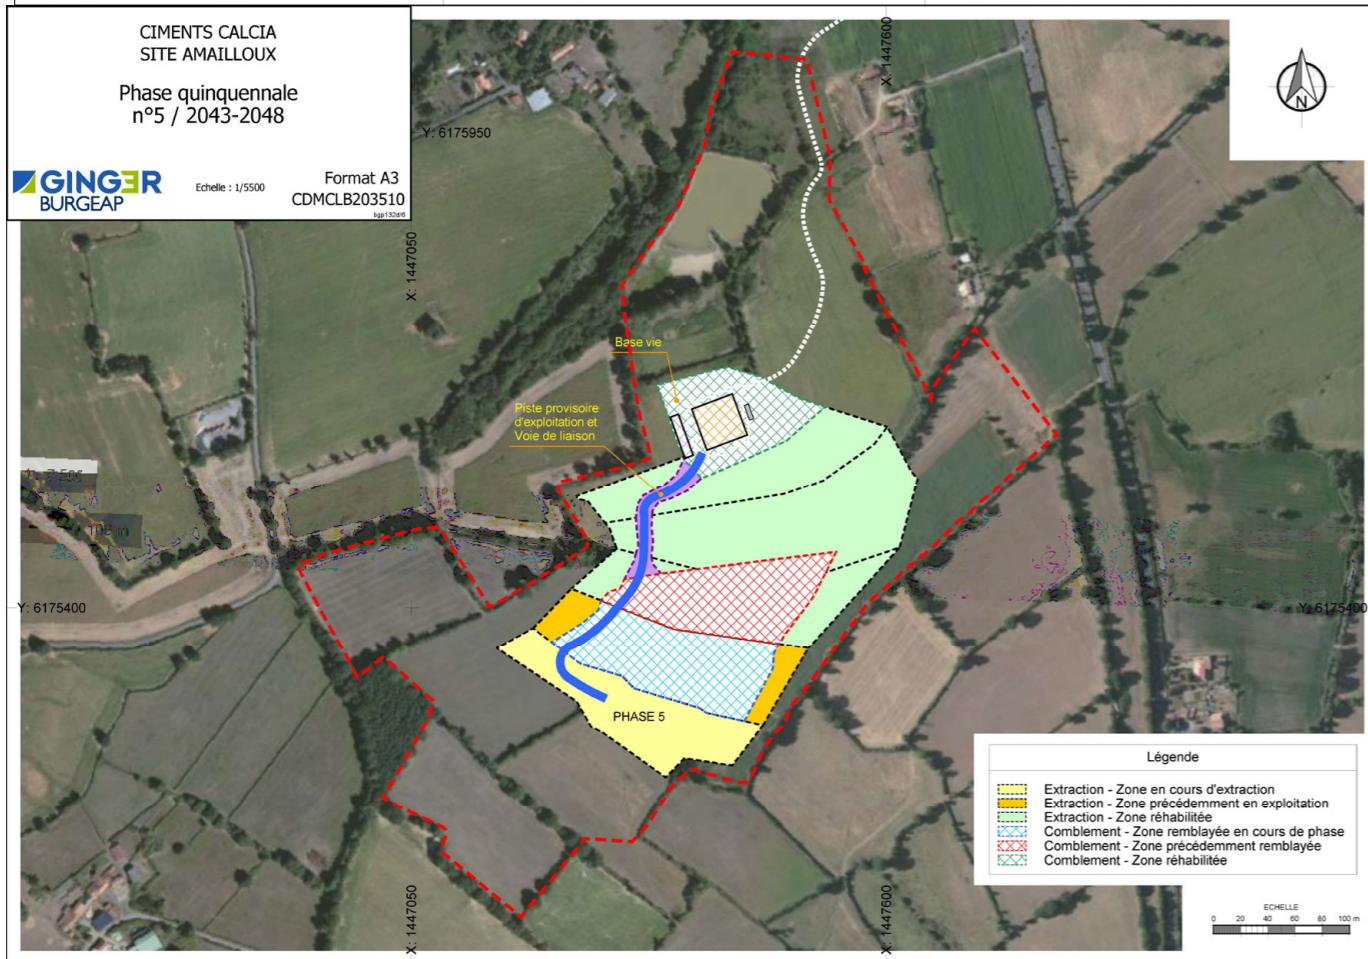 CIMENTS CALCIA
SITE AMAILLOUX
Phase quinquennale
n°5 / 2043-2048
GINGER
BURGEAP
Echelle : 1/5500
Format A3
CDMCLB203510
X: 1447600
N
Y: 6175950
X: 1447050
Base vie
Piste provisoire
d'exploitation et
Voie de liaison
Y: 6175400
Y: 6175400
PHASE 5
Légende
Extraction - Zone en cours d'extraction
Extraction - Zone précédemment en exploitation
Extraction - Zone réhabilitée
Comblement - Zone remblayée en cours de phase
Comblement - Zone précédemment remblayée
Comblement - Zone réhabilitée
X: 1447050
X: 1447600
ECHELLE
0 20 40 60 80 100 m